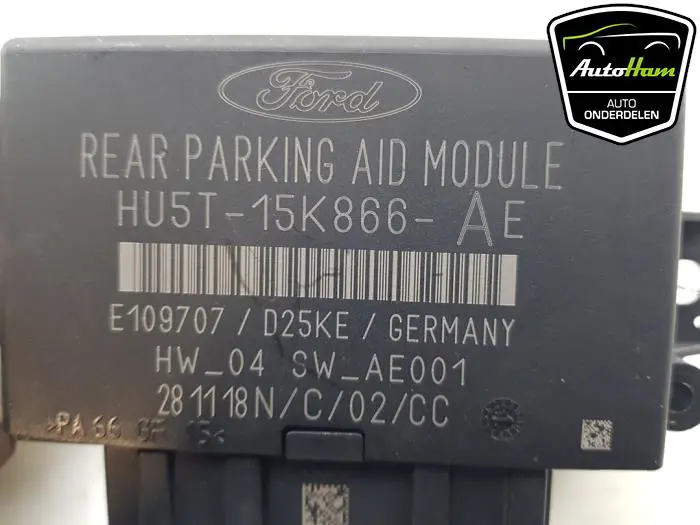 Ford
REAR PARKING AID MODULE
HU5T-15K866-AE
E109707/D25KE/GERMANY
HW_04 SW_AE001
281118N/C/02/CC
>PA 66 GF 15<
AutoHam
AUTO
ONDERDELEN